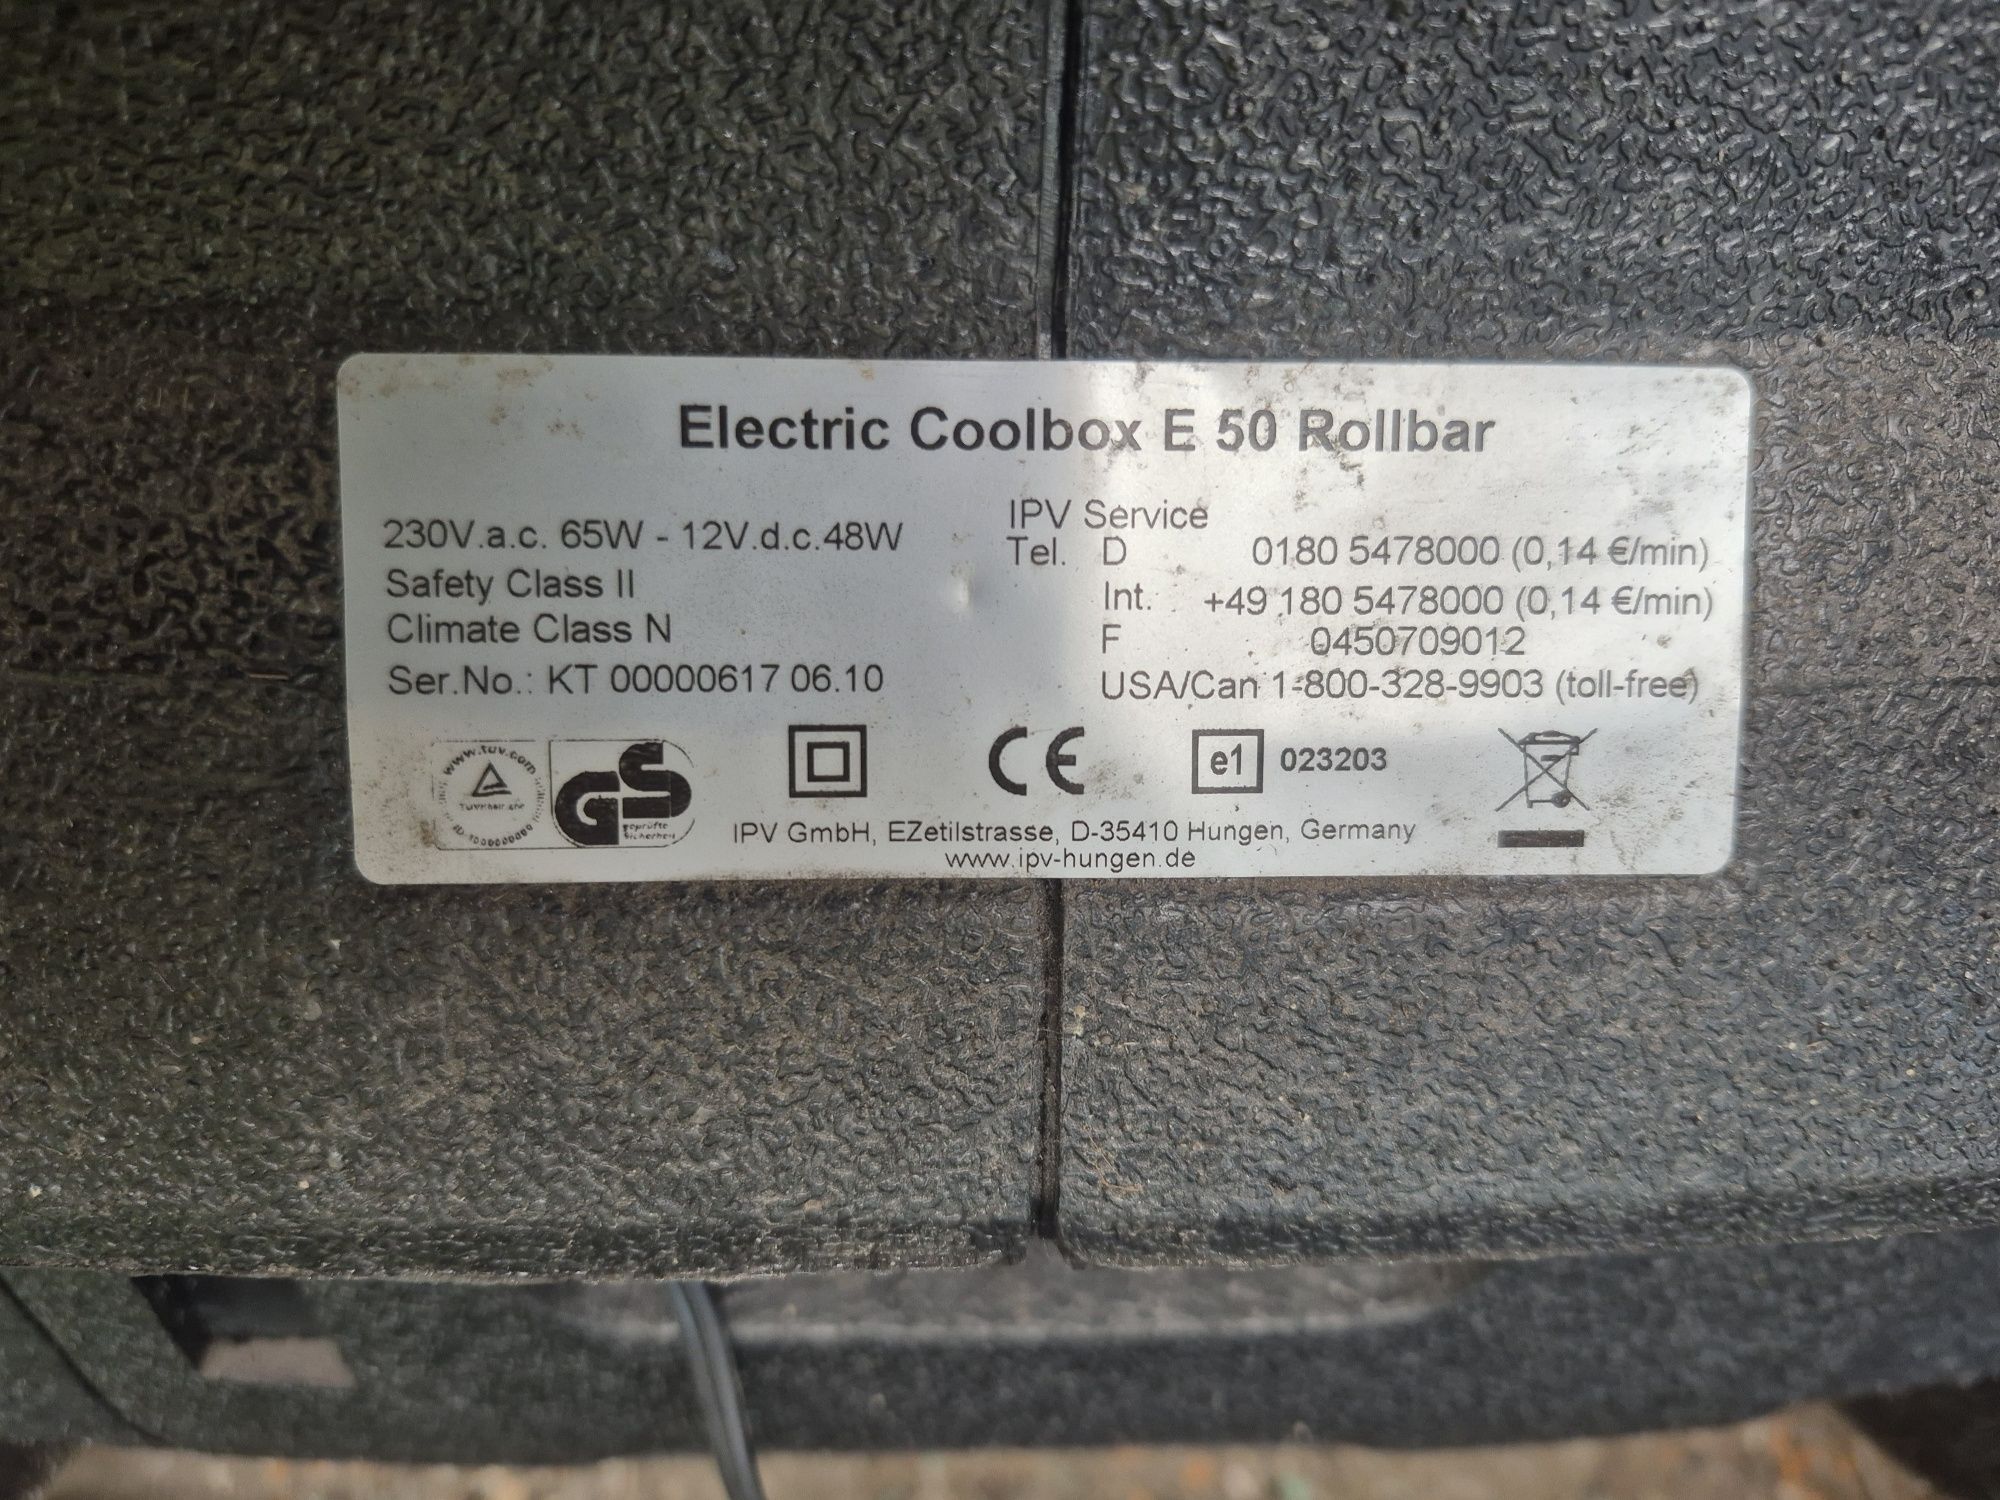 Electric Coolbox E 50 Rollbar
230V.a.c. 65W - 12V.d.c.48W
Safety Class II
Climate Class N
Ser.No.: KT 00000617 06.10
IPV Service
Tel. D 0180 5478000 (0,14 €/min)
Int. +49 180 5478000 (0,14 €/min)
F 0450709012
USA/Can 1-800-328-9903 (toll-free)
www.tuv.com
GS
geprüfte
Sicherheit
CE
e1 023203
IPV GmbH, EZetilstrasse, D-35410 Hungen, Germany
www.ipv-hungen.de